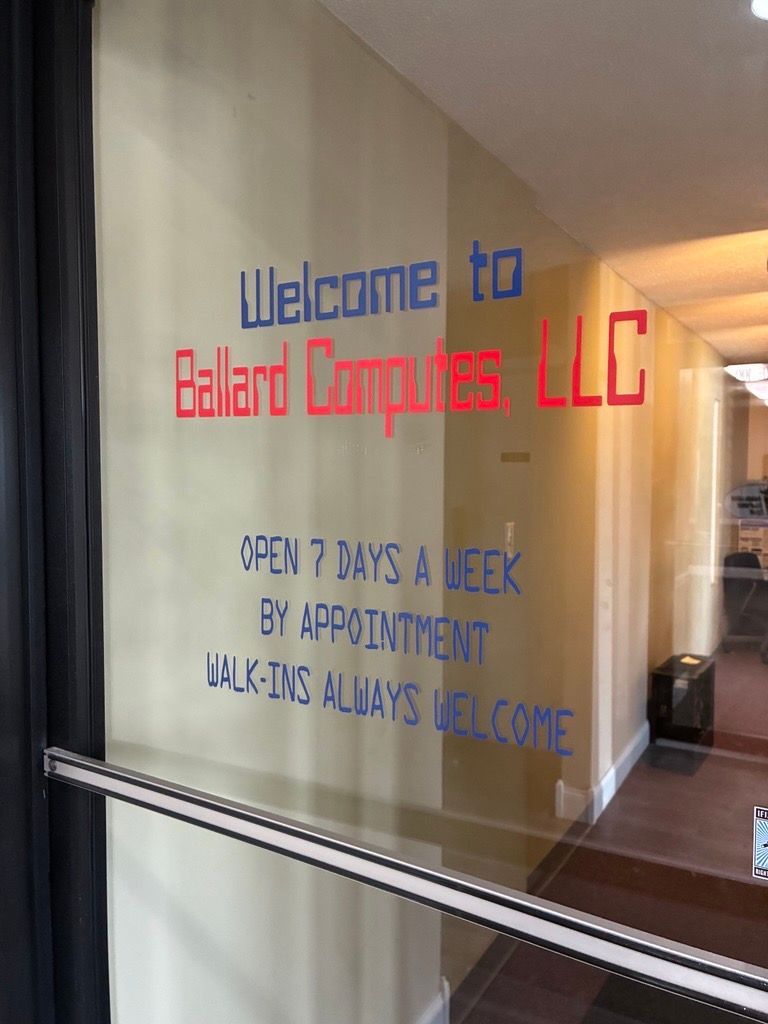 Welcome to
Ballard Computes, LLC
OPEN 7 DAYS A WEEK
BY APPOINTMENT
WALK-INS ALWAYS WELCOME